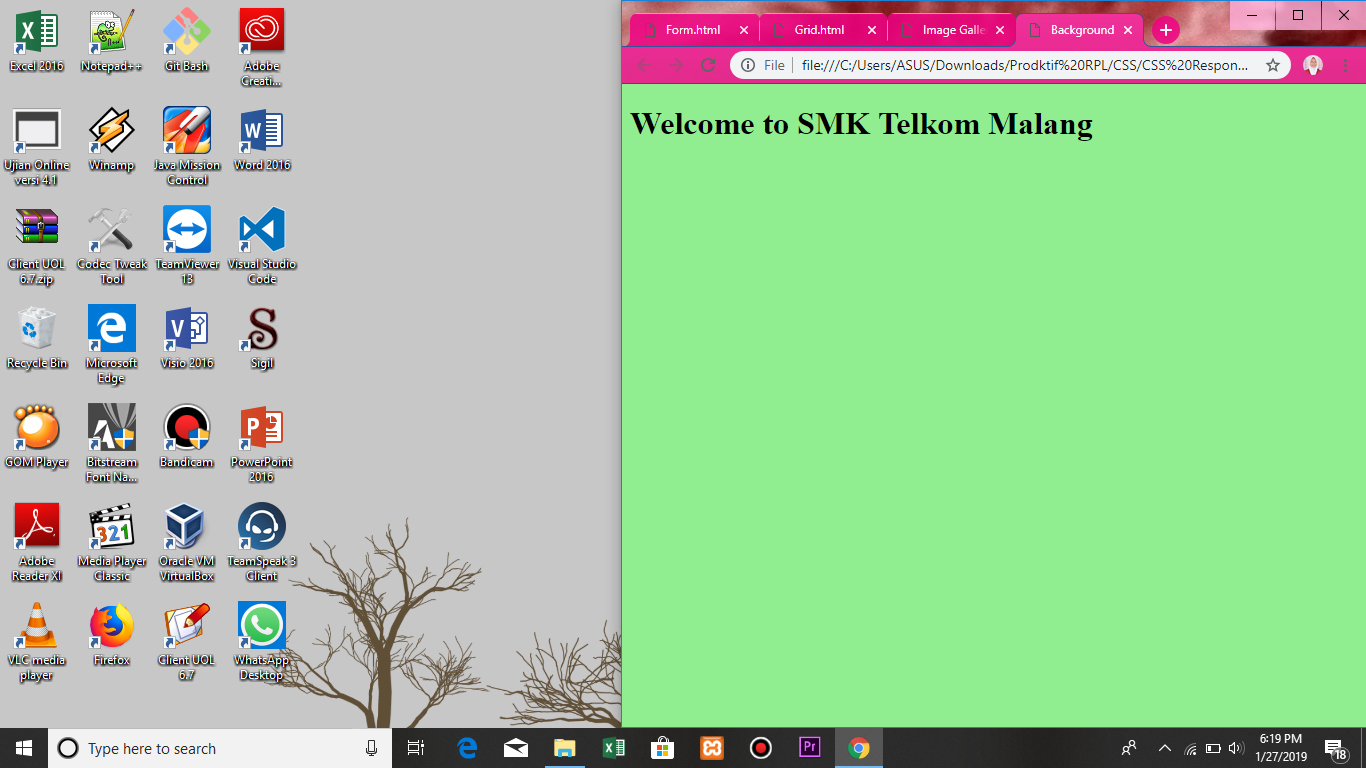 Excel 2016
Notepad++
Git Bash
Adobe
Creati...
Ujian Online
versi 4.1
Winamp
Java Mission
Control
Word 2016
Client UOL
6.7.zip
Codec Tweak
Tool
TeamViewer
13
Visual Studio
Code
Recycle Bin
Microsoft
Edge
Visio 2016
Sigil
GOM Player
Bitstream
Font Na...
Bandicam
PowerPoint
2016
Adobe
Reader XI
Media Player
Classic
Oracle VM
VirtualBox
TeamSpeak 3
Client
VLC media
player
Firefox
Client UOL
6.7
WhatsApp
Desktop
Form.html
Grid.html
Image Galle
Background
File
file:///C:/Users/ASUS/Downloads/Prodktif%20RPL/CSS/CSS%20Respon...
Welcome to SMK Telkom Malang
Type here to search
Pr
6:19 PM
1/27/2019
18